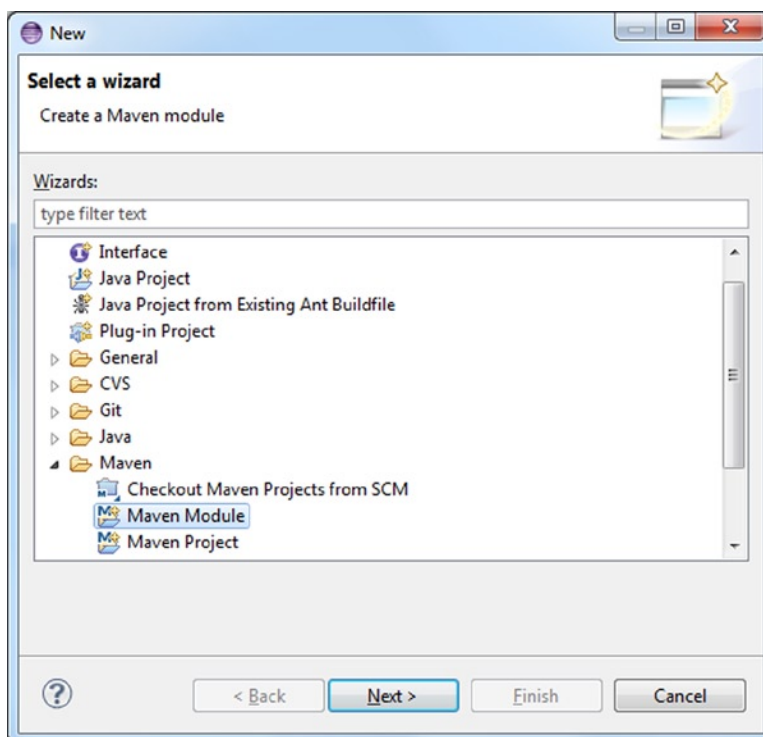 New
Select a wizard
Create a Maven module
Wizards:
type filter text
Interface
Java Project
Java Project from Existing Ant Buildfile
Plug-in Project
General
CVS
Git
Java
Maven
Checkout Maven Projects from SCM
Maven Module
Maven Project
< Back Next > Finish Cancel